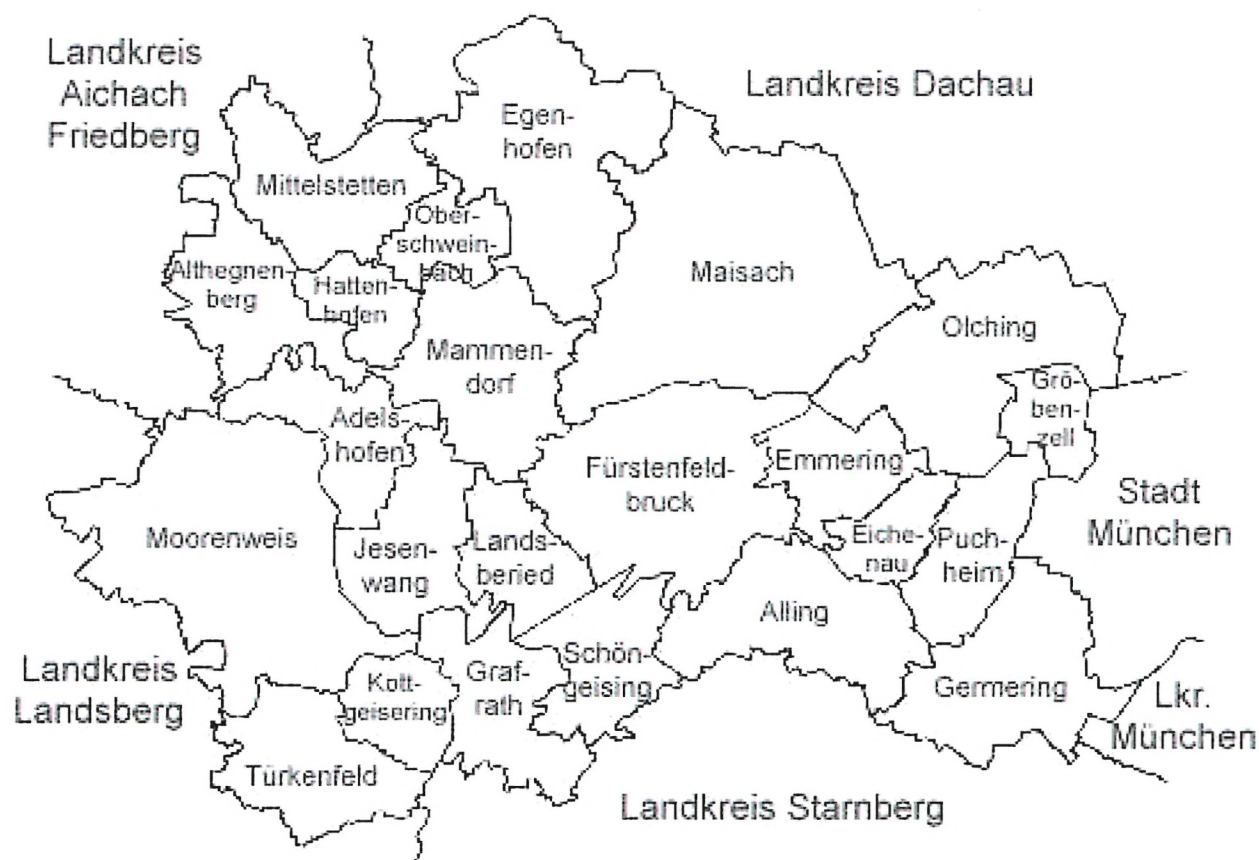 Landkreis
Aichach
Friedberg
Landkreis Dachau
Egen-
hofen
Mittelstetten
Ober-
schwein-
bach
Althegnen-
berg
Hatten-
hofen
Maisach
Olching
Mammen-
dorf
Grö-
ben-
zell
Adels-
hofen
Fürstenfeld-
bruck
Emmering
Stadt
München
Moorenweis
Jesen-
wang
Lands-
beried
Eiche-
nau
Puch-
heim
Alling
Landkreis
Landsberg
Kott-
geisering
Graf-
rath
Schön-
geising
Germering
Lkr.
München
Türkenfeld
Landkreis Starnberg